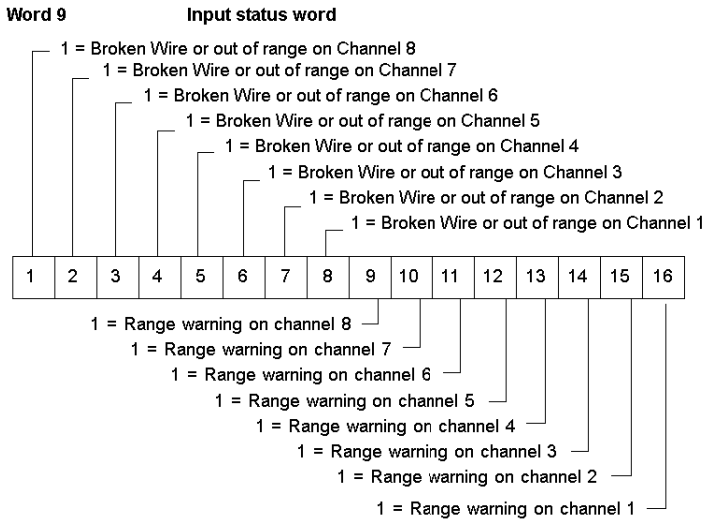 Word 9 Input status word
1 = Broken Wire or out of range on Channel 8
1 = Broken Wire or out of range on Channel 7
1 = Broken Wire or out of range on Channel 6
1 = Broken Wire or out of range on Channel 5
1 = Broken Wire or out of range on Channel 4
1 = Broken Wire or out of range on Channel 3
1 = Broken Wire or out of range on Channel 2
1 = Broken Wire or out of range on Channel 1
1 2 3 4 5 6 7 8 9 10 11 12 13 14 15 16
1 = Range warning on channel 8
1 = Range warning on channel 7
1 = Range warning on channel 6
1 = Range warning on channel 5
1 = Range warning on channel 4
1 = Range warning on channel 3
1 = Range warning on channel 2
1 = Range warning on channel 1